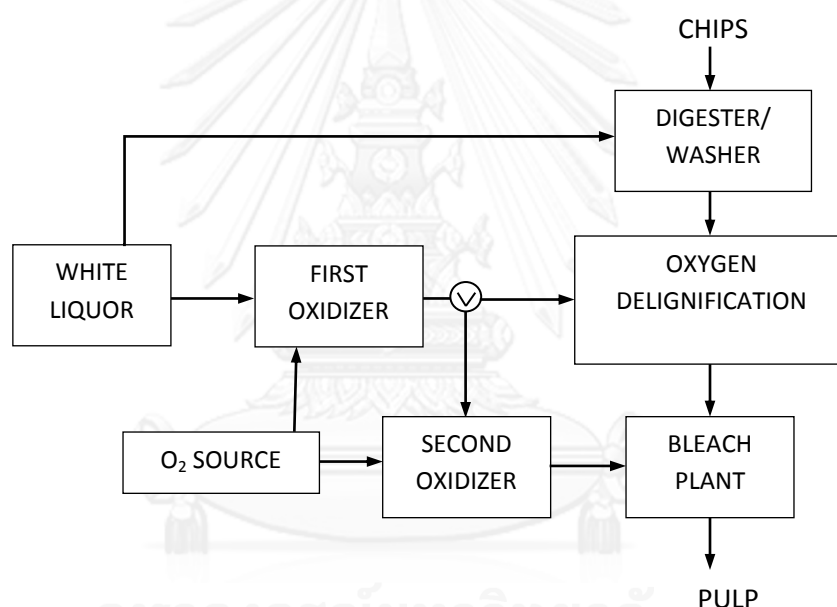 CHIPS
DIGESTER/
WASHER
WHITE
LIQUOR
FIRST
OXIDIZER
V
OXYGEN
DELIGNIFICATION
O₂ SOURCE
SECOND
OXIDIZER
BLEACH
PLANT
PULP